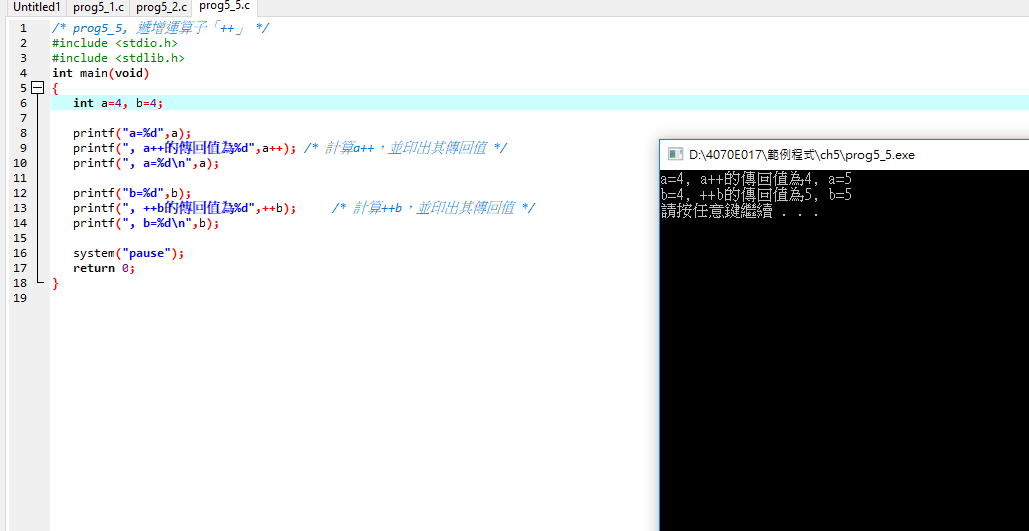 Untitled1 prog5_1.c prog5_2.c prog5_5.c
1 /* prog5_5, 遞增運算子「++」 */
2 #include <stdio.h>
3 #include <stdlib.h>
4 int main(void)
5 {
6 int a=4, b=4;
7
8 printf("a=%d",a);
9 printf(", a++的傳回值為%d",a++); /* 計算a++，並印出其傳回值 */
10 printf(", a=%d\n",a);
11
12 printf("b=%d",b);
13 printf(", ++b的傳回值為%d",++b); /* 計算++b，並印出其傳回值 */
14 printf(", b=%d\n",b);
15
16 system("pause");
17 return 0;
18 }
19
D:\4070E017\範例程式\ch5\prog5_5.exe
a=4, a++的傳回值為4, a=5
b=4, ++b的傳回值為5, b=5
請按任意鍵繼續 . . .